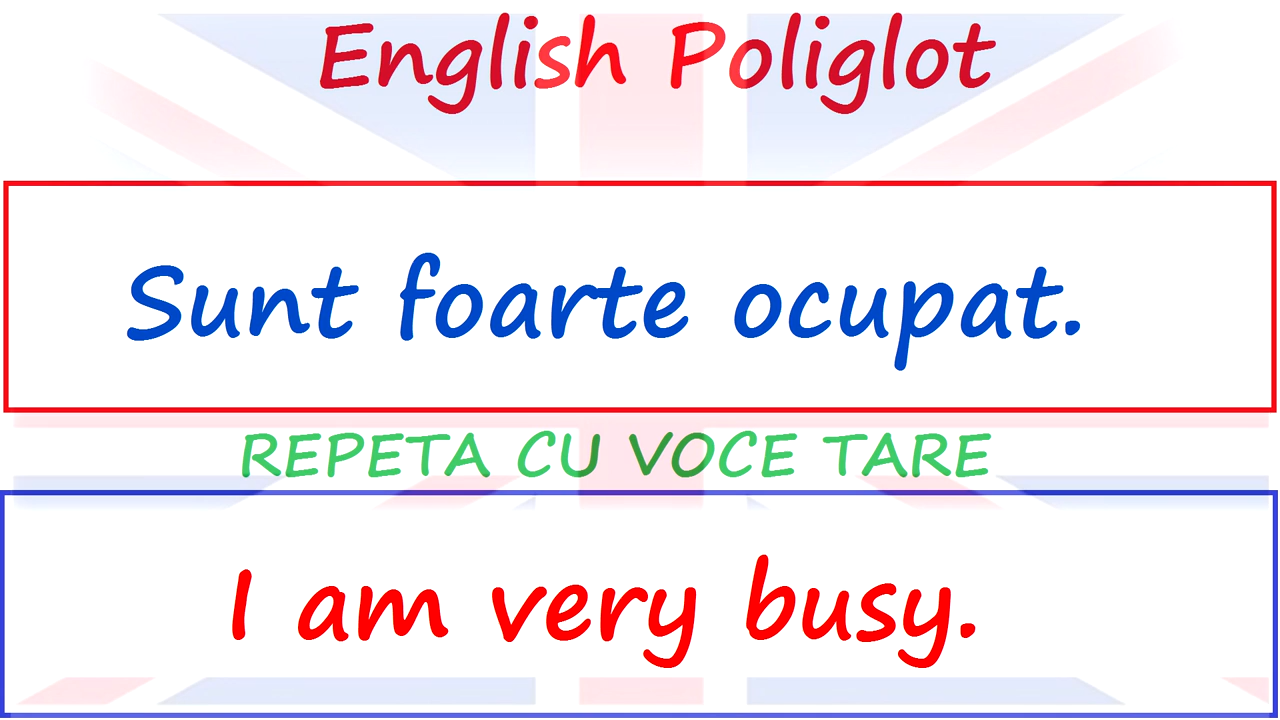 English Poliglot
Sunt foarte ocupat.
REPETA CU VOCE TARE
I am very busy.